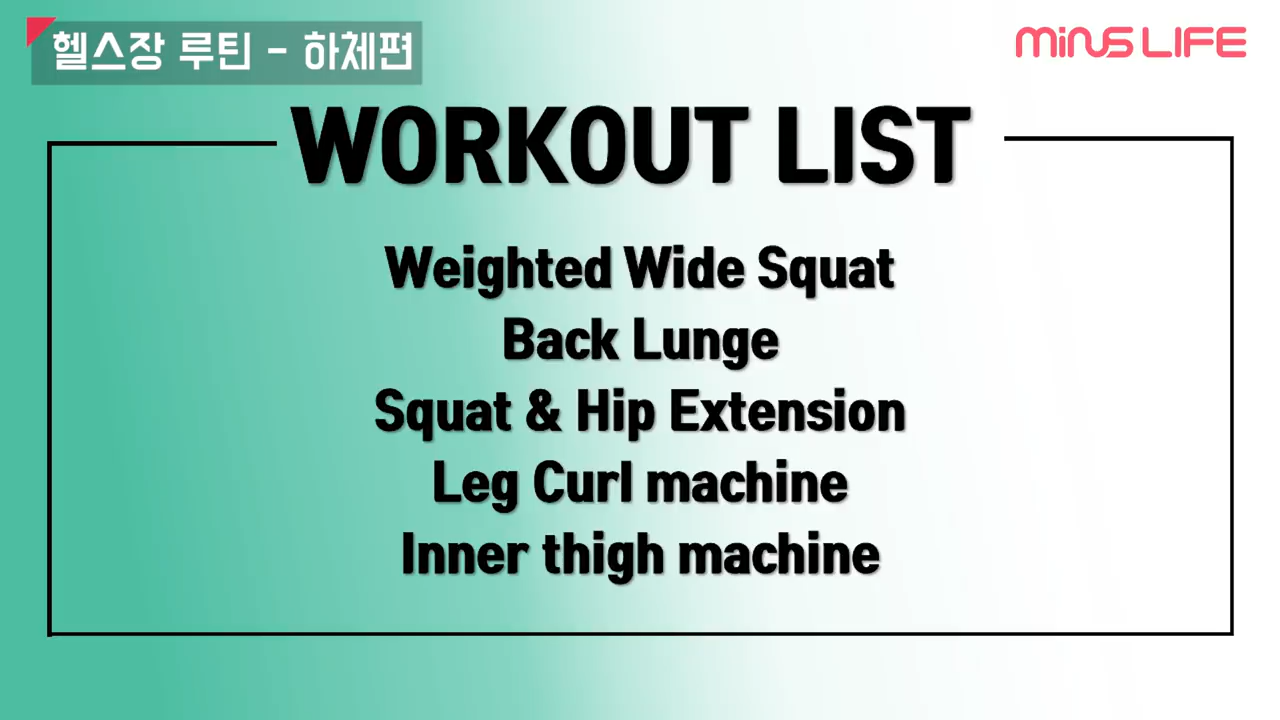 헬스장 루틴 - 하체편
minS LIFE
WORKOUT LIST
Weighted Wide Squat
Back Lunge
Squat & Hip Extension
Leg Curl machine
Inner thigh machine